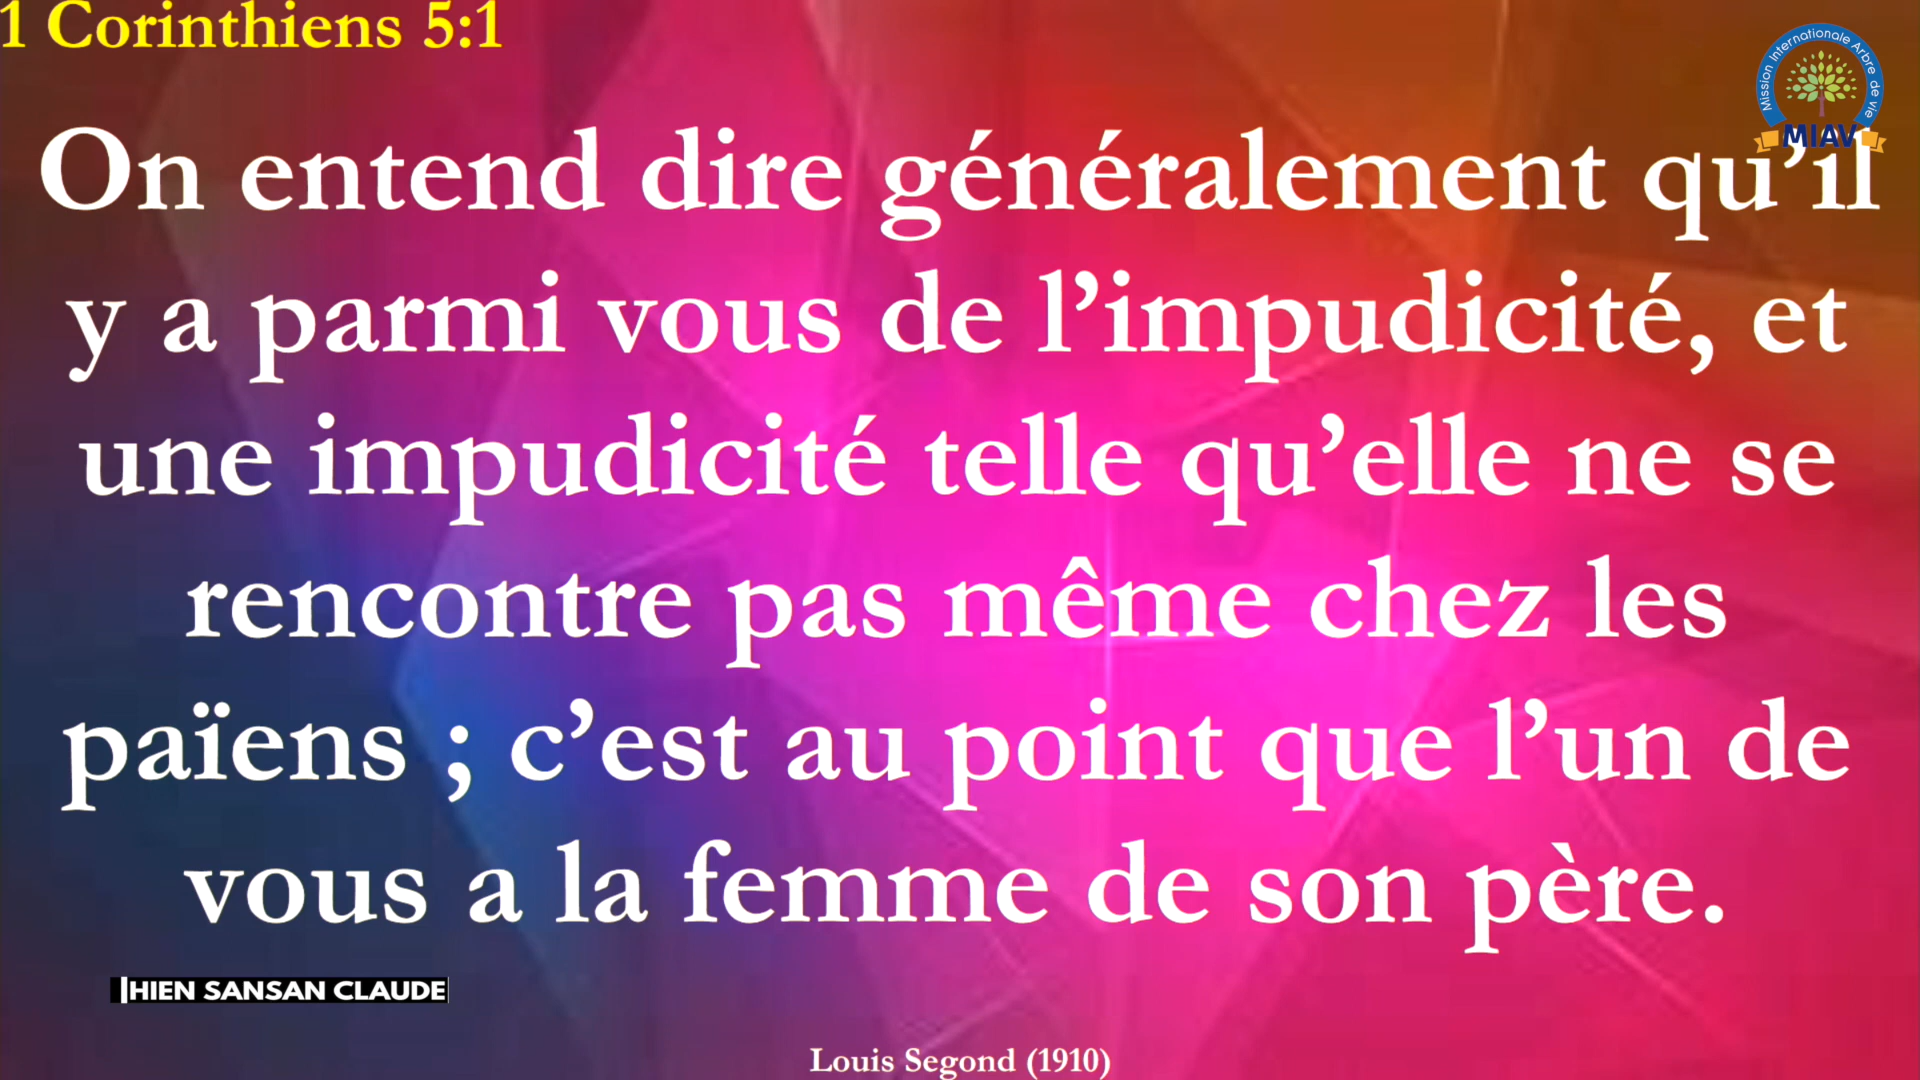 1 Corinthiens 5:1
Mission Internationale Arbre de vie
MIAV
On entend dire généralement qu’il
y a parmi vous de l’impudicité, et
une impudicité telle qu’elle ne se
rencontre pas même chez les
païens ; c’est au point que l’un de
vous a la femme de son père.
HIEN SANSAN CLAUDE
Louis Segond (1910)